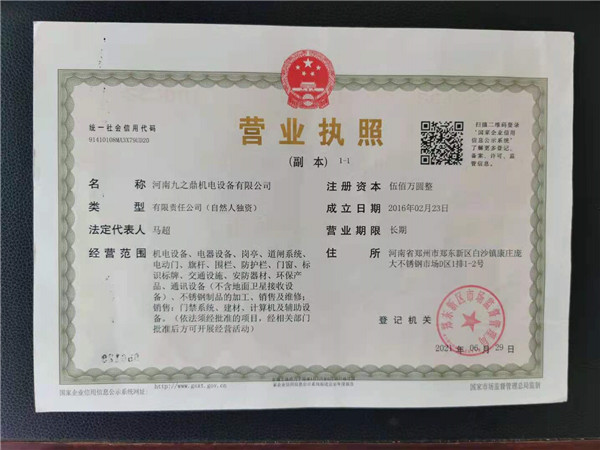 统一社会信用代码
91410108MA3X7SG220
营业执照
(副 本) 1-1
扫描二维码登录
"国家企业信用
信息公示系统"
了解更多登记、
备案、许可、监
管信息。
名 称 河南九之鼎机电设备有限公司
类 型 有限责任公司(自然人独资)
法定代表人 马超
经营范围 机电设备、电器设备、岗亭、道闸系统、
电动门、旗杆、围栏、防护栏、门窗、标
识标牌、交通设施、安防器材、环保产
品、通讯设备(不含地面卫星接收设
备)、不锈钢制品的加工、销售及维修;
销售:门禁系统、建材、计算机及辅助设
备。(依法须经批准的项目,经相关部门
批准后方可开展经营活动)
注册资本 伍佰万圆整
成立日期 2016年02月23日
营业期限 长期
住 所 河南省郑州市郑东新区白沙镇康庄庞
大不锈钢市场D区1排1-2号
登记机关
2021 年 06 月 29 日
国家企业信用信息公示系统网址:
http://www.gsxt.gov.cn
国家市场监督管理总局监制